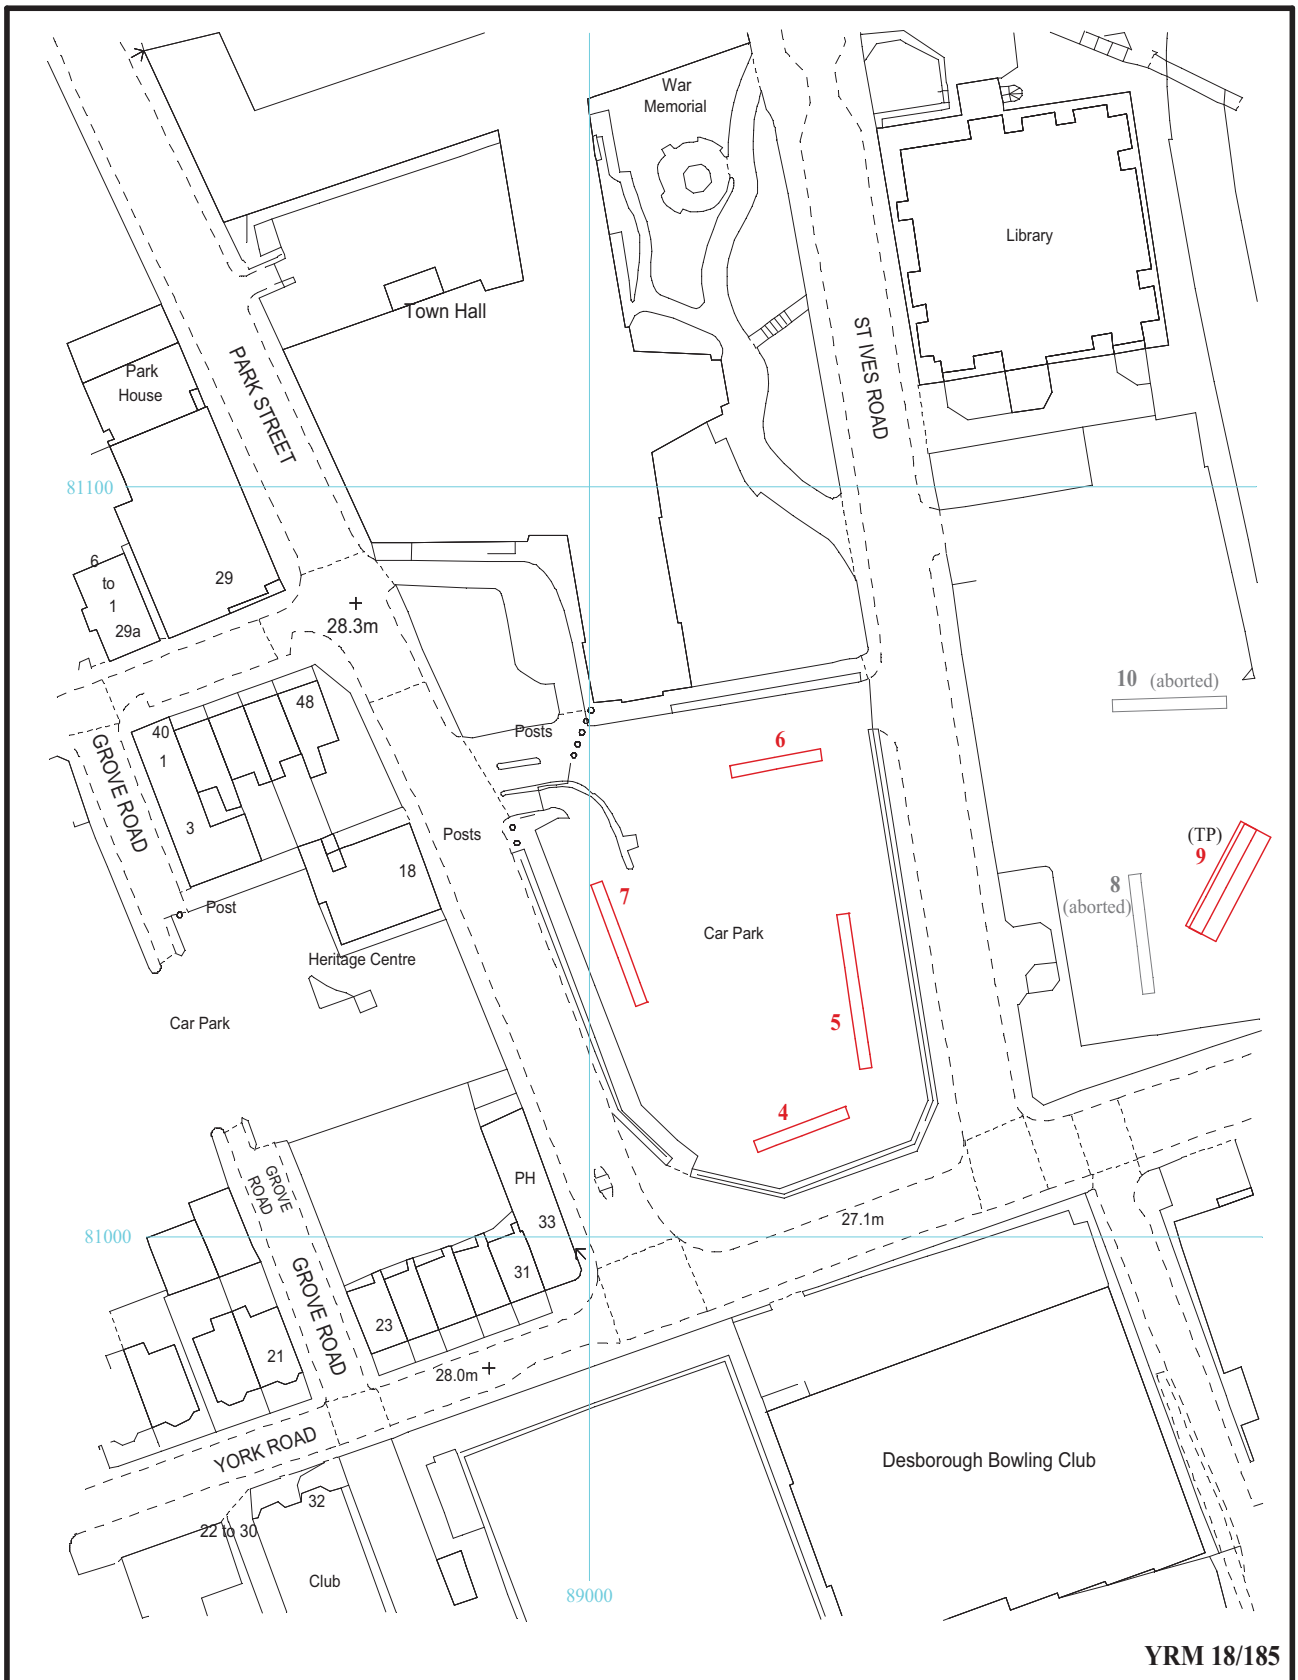 War
Memorial
Library
Town Hall
Park
House
PARK STREET
ST IVES ROAD
81100
6
to
1
29a
29
28.3m
10 (aborted)
48
40
1
3
GROVE ROAD
Posts
6
Posts
18
(TP)
9
8
(aborted)
7
Post
Car Park
Heritage Centre
Car Park
5
4
GROVE
ROAD
PH
33
27.1m
81000
31
GROVE ROAD
23
21
28.0m
YORK ROAD
Desborough Bowling Club
32
22 to 30
Club
89000
YRM 18/185